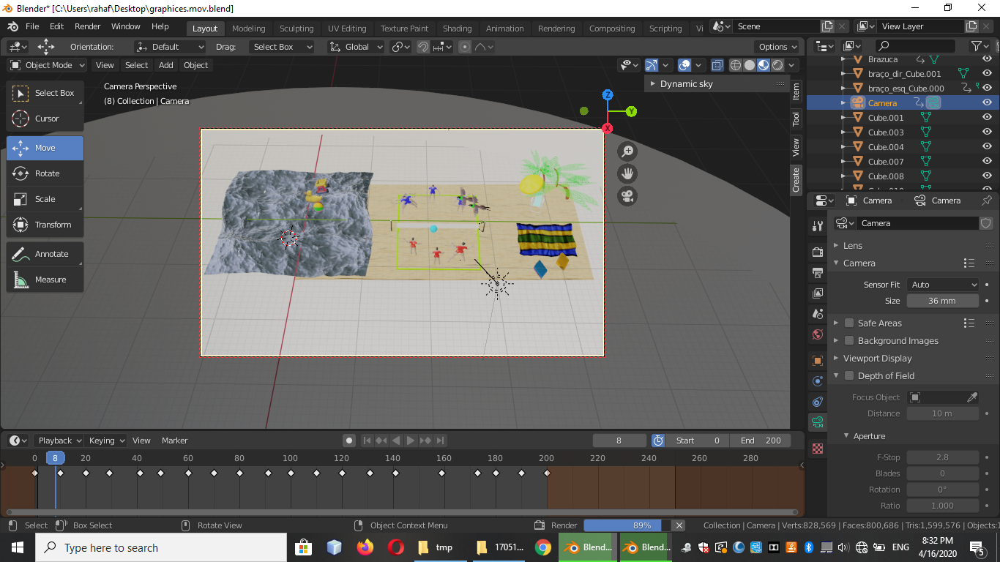 Blender* [C:\Users\rahaf\Desktop\graphices.mov.blend]
File Edit Render Window Help Layout Modeling Sculpting UV Editing Texture Paint Shading Animation Rendering Compositing Scripting Vi Scene View Layer
Orientation: Default Drag: Select Box Global Options
Object Mode View Select Add Object
Camera Perspective
(8) Collection | Camera
Dynamic sky
Select Box
Cursor
Move
Rotate
Scale
Transform
Annotate
Measure
Z
Y
X
Item
Tool
View
Create
Brazuca
braço_dir_Cube.001
braço_esq_Cube.000
Camera
Cube.001
Cube.003
Cube.004
Cube.007
Cube.008
Camera Camera
Camera
Lens
Camera
Sensor Fit Auto
Size 36 mm
Safe Areas
Background Images
Viewport Display
Depth of Field
Focus Object
Distance 10 m
Aperture
F-Stop 2.8
Blades 0
Rotation 0°
Ratio 1.000
Playback Keying View Marker 8 Start 0 End 200
0 8 20 40 60 80 100 120 140 160 180 200 220 240 260 280
Select Box Select Rotate View Object Context Menu Render 89% Collection | Camera | Verts:828,569 | Faces:800,686 | Tris:1,599,576 | Objects:1
Type here to search tmp 17051... Blend... Blend... ENG 8:32 PM
4/16/2020
5